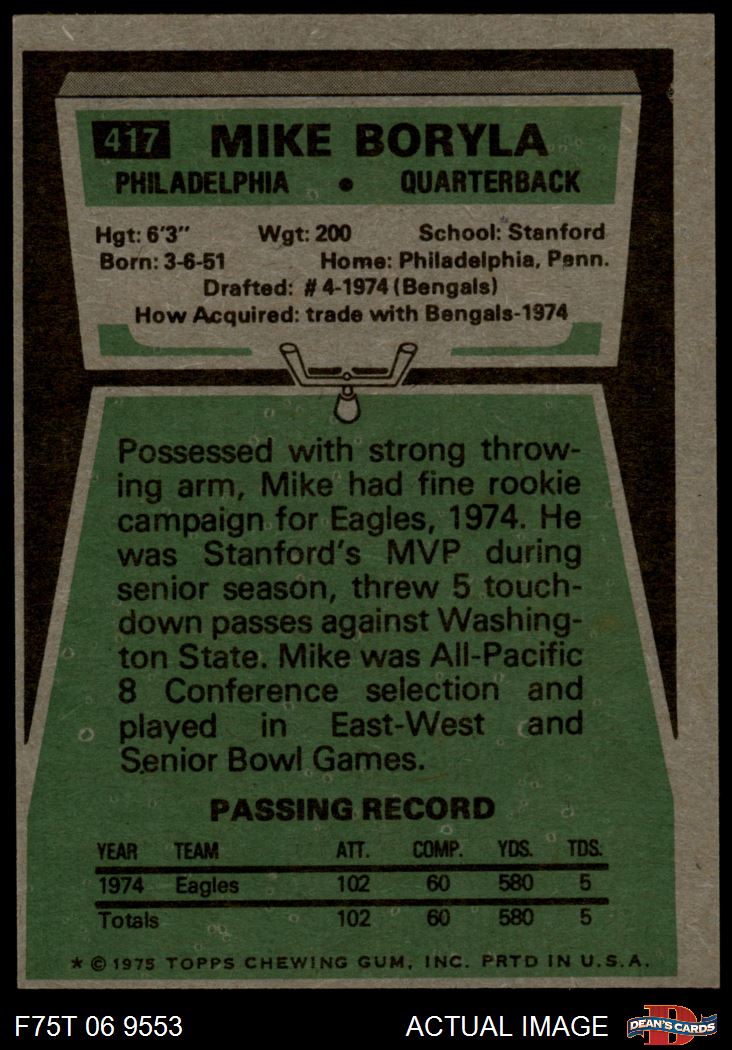 417 MIKE BORYLA
PHILADELPHIA • QUARTERBACK
Hgt: 6'3" Wgt: 200 School: Stanford
Born: 3-6-51 Home: Philadelphia, Penn.
Drafted: #4-1974 (Bengals)
How Acquired: trade with Bengals-1974
Possessed with strong throw-
ing arm, Mike had fine rookie
campaign for Eagles, 1974. He
was Stanford's MVP during
senior season, threw 5 touch-
down passes against Washing-
ton State. Mike was All-Pacific
8 Conference selection and
played in East-West and
Senior Bowl Games.
PASSING RECORD
YEAR TEAM ATT. COMP. YDS. TDS.
1974 Eagles 102 60 580 5
Totals 102 60 580 5
* © 1975 TOPPS CHEWING GUM, INC. PRTD IN U.S.A.
F75T 06 9553 ACTUAL IMAGE D DEAN'S CARDS